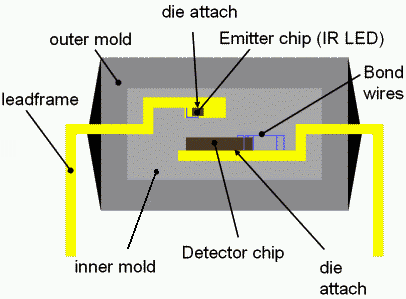 die attach
outer mold
Emitter chip (IR LED)
Bond
wires
leadframe
inner mold
Detector chip
die
attach